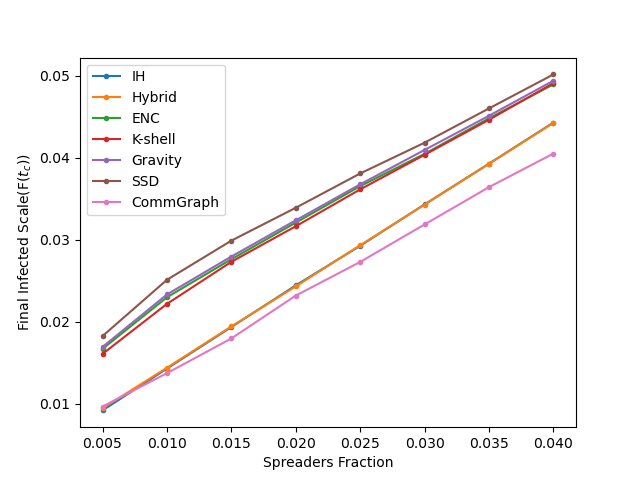 IH
Hybrid
ENC
K-shell
Gravity
SSD
CommGraph
0.05
0.04
0.03
0.02
0.01
Final Infected Scale(F(t_c))
0.005 0.010 0.015 0.020 0.025 0.030 0.035 0.040
Spreaders Fraction